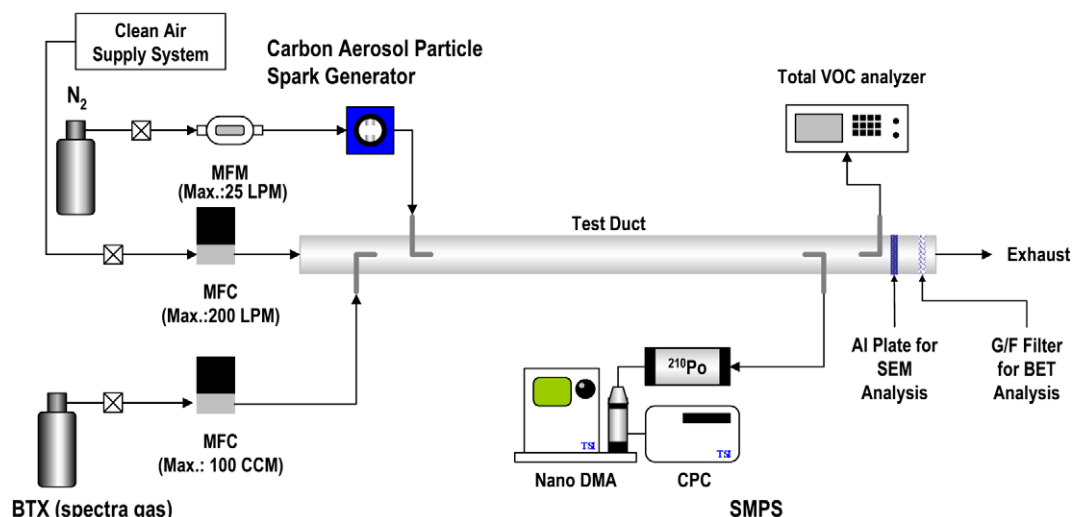 Clean Air
Supply System
Carbon Aerosol Particle
Spark Generator
Total VOC analyzer
N2
MFM
(Max.:25 LPM)
Test Duct
Exhaust
MFC
(Max.:200 LPM)
Al Plate for
SEM
Analysis
G/F Filter
for BET
Analysis
210Po
TSI
TSI
MFC
(Max.: 100 CCM)
Nano DMA
CPC
BTX (spectra gas)
SMPS